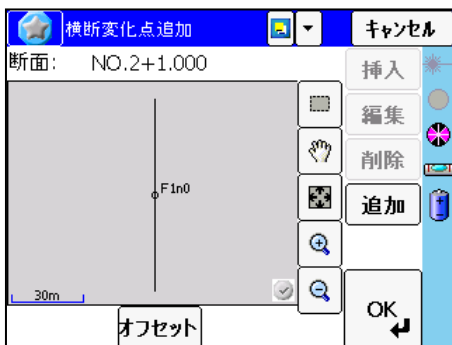 横断変化点追加
キャンセル
断面: NO.2+1.000
挿入
編集
削除
追加
F1n0
30m
オフセット
OK